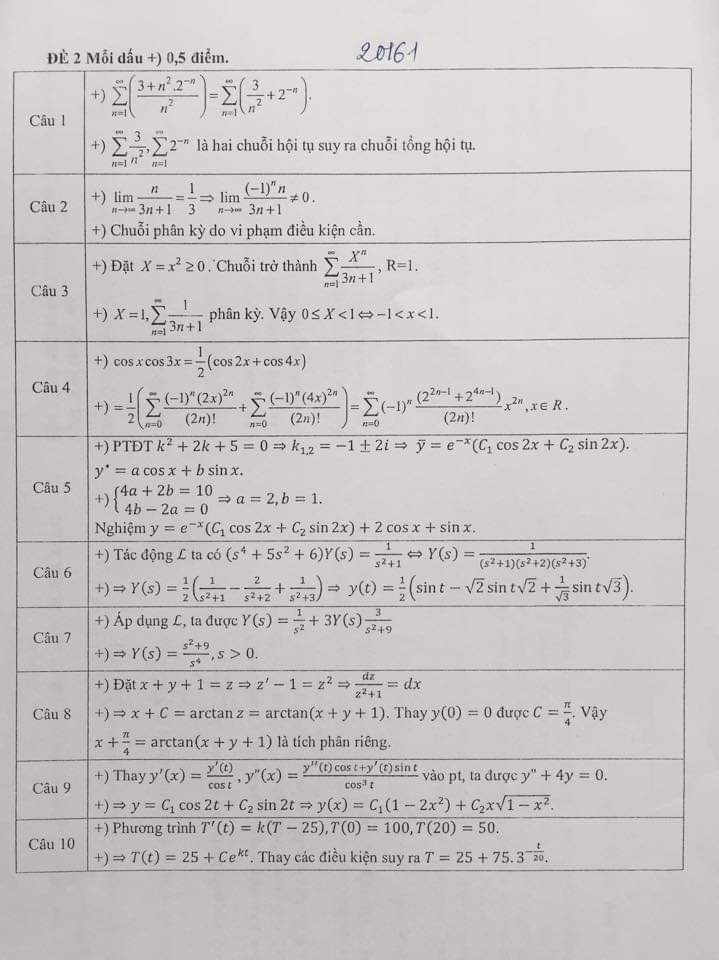 ĐỀ 2 Mỗi dấu +) 0,5 điểm. 20161
Câu 1
+) \sum_{n=1}^{\infty}\left(\frac{3+n^2.2^{-n}}{n^2}\right)=\sum_{n=1}^{\infty}\left(\frac{3}{n^2}+2^{-n}\right).
+) \sum_{n=1}^{\infty}\frac{3}{n^2}, \sum_{n=1}^{\infty}2^{-n} là hai chuỗi hội tụ suy ra chuỗi tổng hội tụ.
Câu 2
+) \lim_{n\to\infty}\frac{n}{3n+1}=\frac{1}{3}\Rightarrow\lim_{n\to\infty}\frac{(-1)^n n}{3n+1}\neq 0.
+) Chuỗi phân kỳ do vi phạm điều kiện cần.
Câu 3
+) Đặt X=x^2\geq 0. Chuỗi trở thành \sum_{n=1}^{\infty}\frac{X^n}{3n+1}, R=1.
+) X=1, \sum_{n=1}^{\infty}\frac{1}{3n+1} phân kỳ. Vậy 0\leq X<1\Leftrightarrow -1<x<1.
Câu 4
+) \cos x\cos 3x=\frac{1}{2}(\cos 2x+\cos 4x)
+) =\frac{1}{2}\left(\sum_{n=0}^{\infty}\frac{(-1)^n(2x)^{2n}}{(2n)!}+\sum_{n=0}^{\infty}\frac{(-1)^n(4x)^{2n}}{(2n)!}\right)=\sum_{n=0}^{\infty}(-1)^n\frac{(2^{2n-1}+2^{4n-1})}{(2n)!}x^{2n}, x\in R.
Câu 5
+) PTĐT k^2+2k+5=0\Rightarrow k_{1,2}=-1\pm 2i\Rightarrow\bar{y}=e^{-x}(C_1\cos 2x+C_2\sin 2x).
y^*=a\cos x+b\sin x.
+) \begin{cases}4a+2b=10\\4b-2a=0\end{cases}\Rightarrow a=2,b=1.
Nghiệm y=e^{-x}(C_1\cos 2x+C_2\sin 2x)+2\cos x+\sin x.
Câu 6
+) Tác động \mathcal{L} ta có (s^4+5s^2+6)Y(s)=\frac{1}{s^2+1}\Leftrightarrow Y(s)=\frac{1}{(s^2+1)(s^2+2)(s^2+3)}.
+)\Rightarrow Y(s)=\frac{1}{2}\left(\frac{1}{s^2+1}-\frac{2}{s^2+2}+\frac{1}{s^2+3}\right)\Rightarrow y(t)=\frac{1}{2}\left(\sin t-\sqrt{2}\sin t\sqrt{2}+\frac{1}{\sqrt{3}}\sin t\sqrt{3}\right).
Câu 7
+) Áp dụng \mathcal{L}, ta được Y(s)=\frac{1}{s^2}+3Y(s)\frac{3}{s^2+9}
+)\Rightarrow Y(s)=\frac{s^2+9}{s^4}, s>0.
Câu 8
+) Đặt x+y+1=z\Rightarrow z'-1=z^2\Rightarrow\frac{dz}{z^2+1}=dx
+)\Rightarrow x+C=\arctan z=\arctan(x+y+1). Thay y(0)=0 được C=\frac{\pi}{4}. Vậy
x+\frac{\pi}{4}=\arctan(x+y+1) là tích phân riêng.
Câu 9
+) Thay y'(x)=\frac{y'(t)}{\cos t}, y"(x)=\frac{y''(t)\cos t+y'(t)\sin t}{\cos^3 t} vào pt, ta được y"+4y=0.
+)\Rightarrow y=C_1\cos 2t+C_2\sin 2t\Rightarrow y(x)=C_1(1-2x^2)+C_2x\sqrt{1-x^2}.
Câu 10
+) Phương trình T'(t)=k(T-25),T(0)=100,T(20)=50.
+)\Rightarrow T(t)=25+Ce^{kt}. Thay các điều kiện suy ra T=25+75.3^{-\frac{t}{20}}.